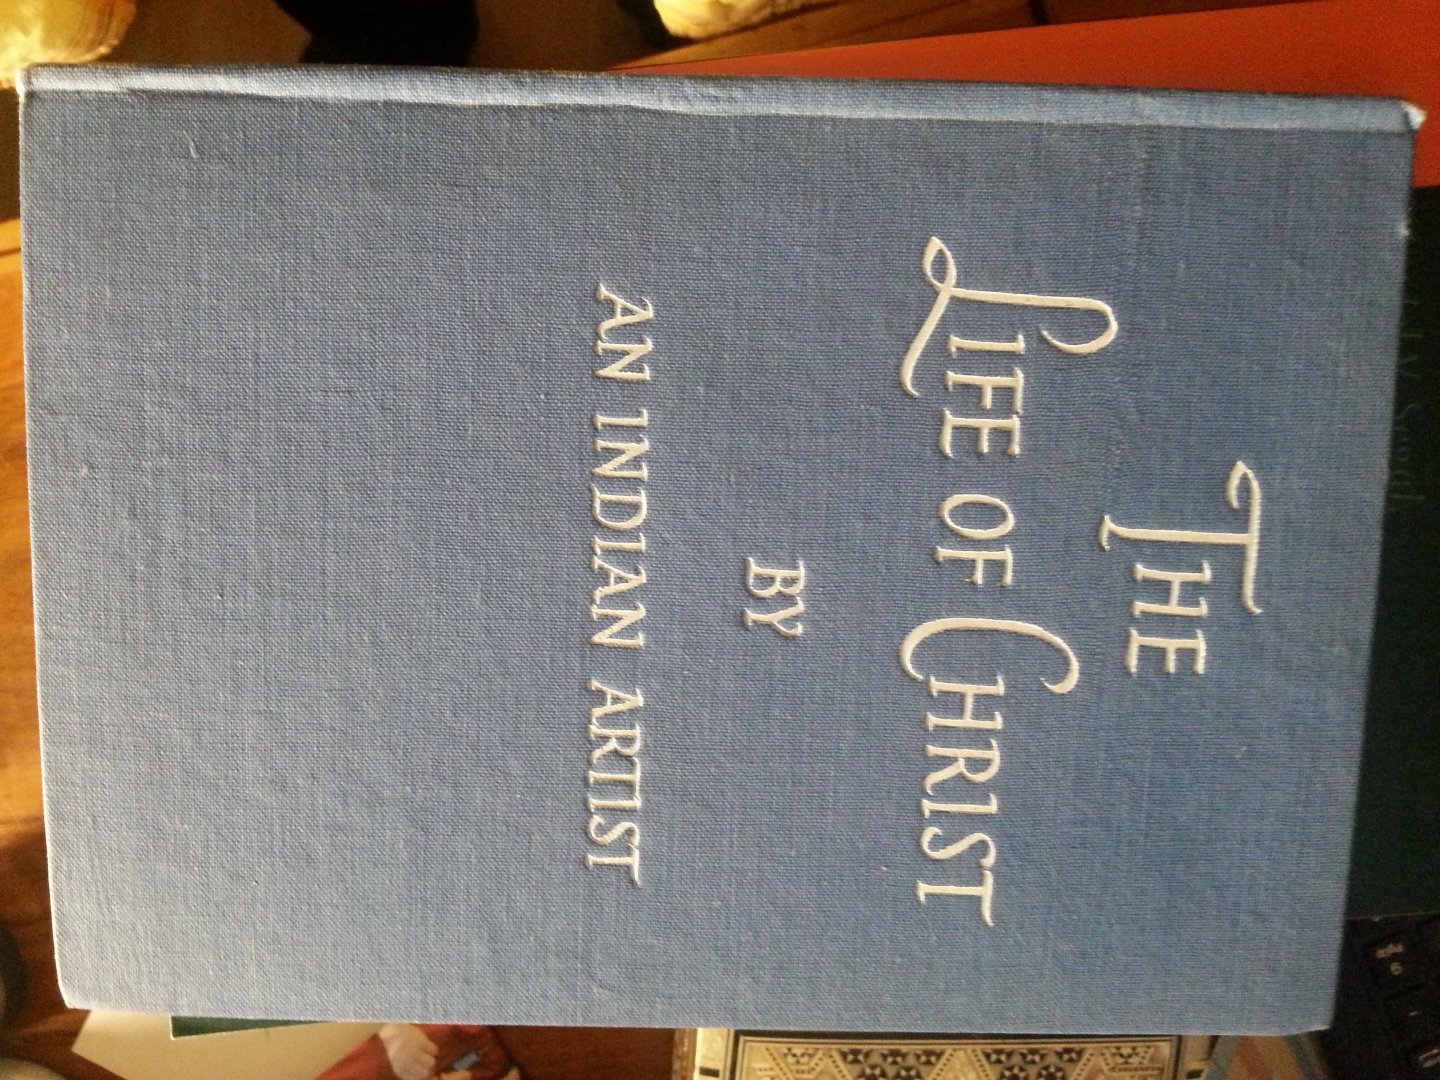 THE
LIFE OF CHRIST
BY
AN INDIAN ARTIST